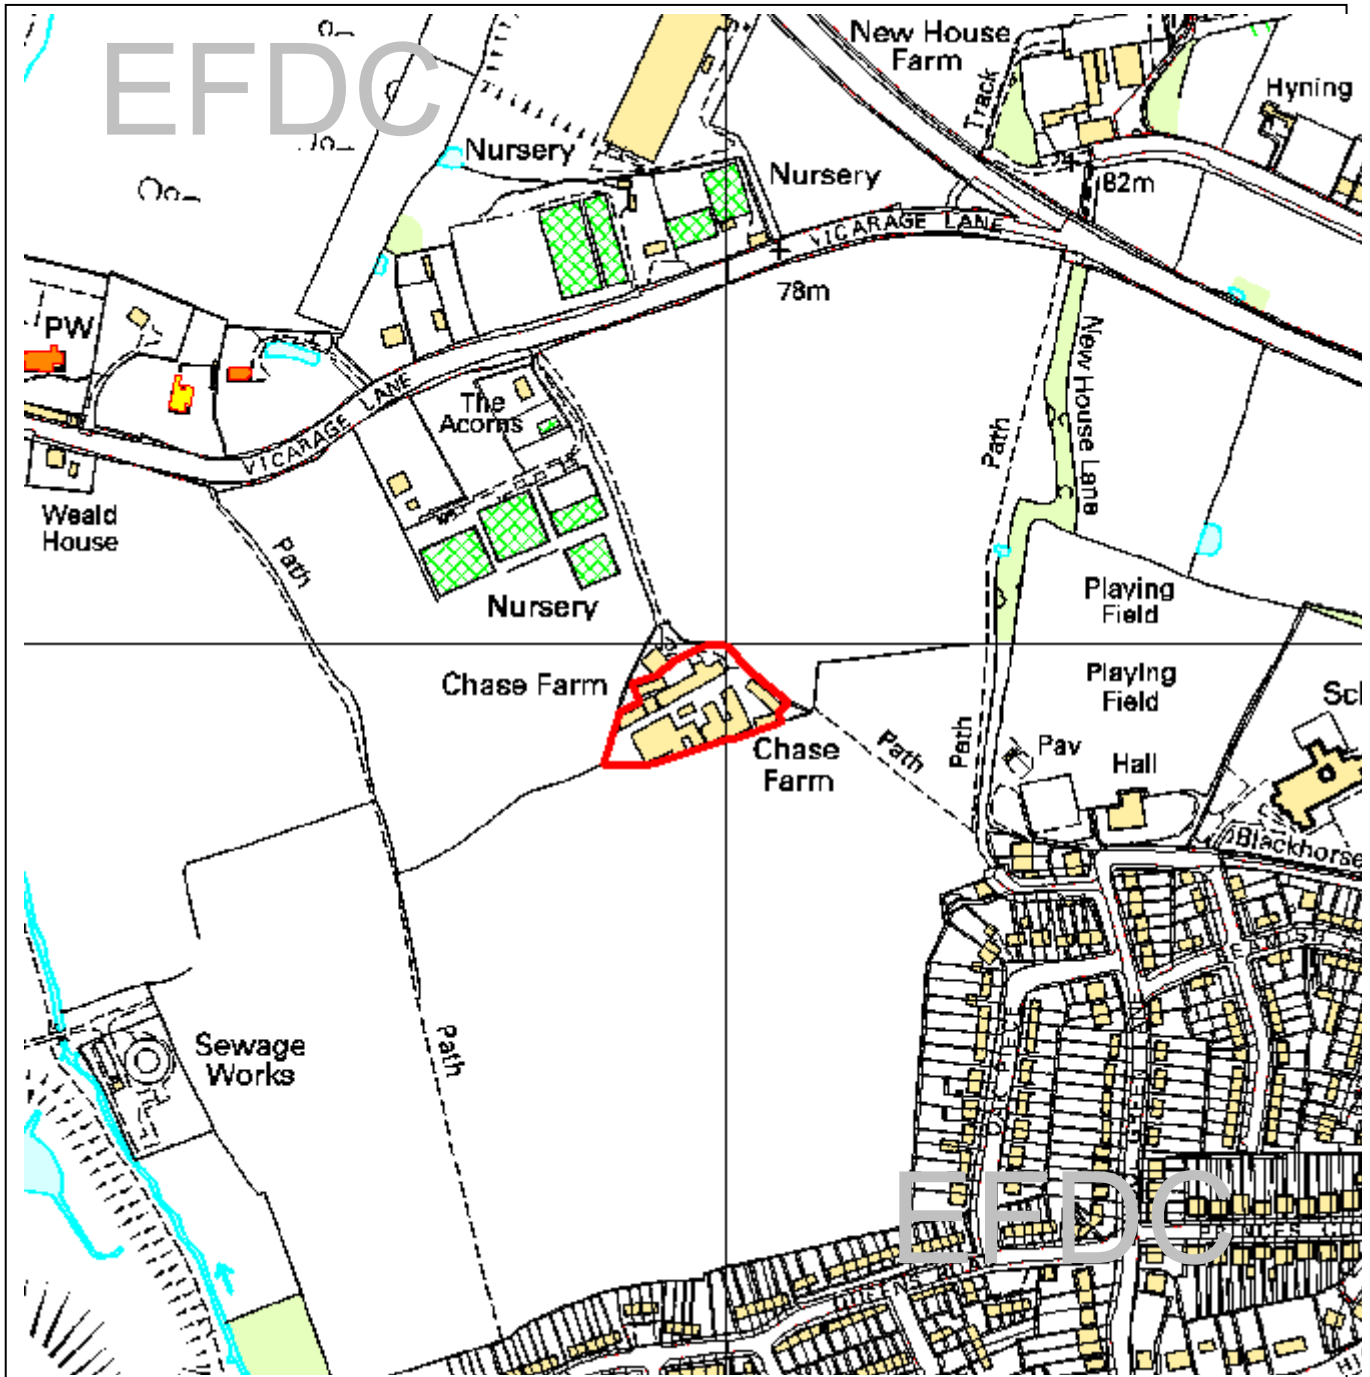 EFDC
New House
Farm
Track
Hyning
Nursery
Nursery
82m
VICARAGE LANE
78m
PW
New House Lane
The
Acorns
VICARAGE LANE
Path
Weald
House
Path
Nursery
Playing
Field
Chase Farm
Playing
Field
Chase
Farm
Path
Path
Pav
Hall
Blackhorse
Sewage
Works
Path
EFDC